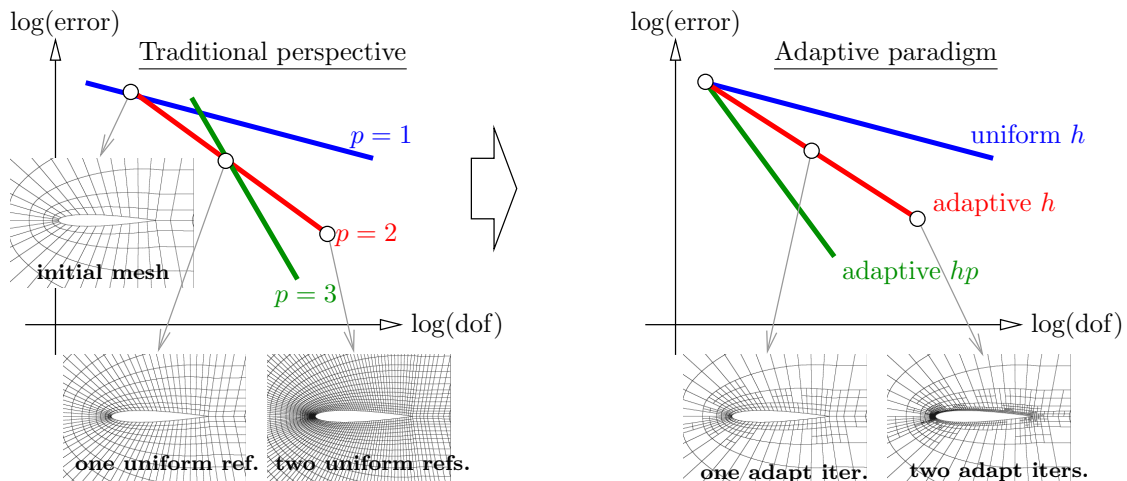 log(error)
Traditional perspective
p = 1
p = 2
p = 3
initial mesh
log(dof)
one uniform ref.
two uniform refs.
log(error)
Adaptive paradigm
uniform h
adaptive h
adaptive hp
log(dof)
one adapt iter.
two adapt iters.